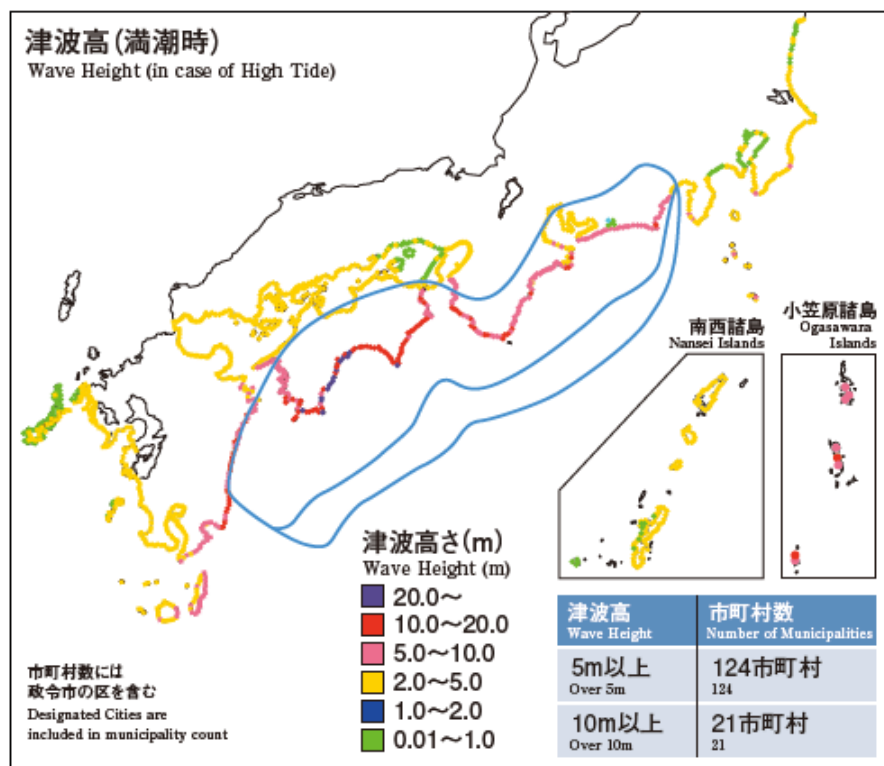 津波高(満潮時)
Wave Height (in case of High Tide)
南西諸島
Nansei Islands
小笠原諸島
Ogasawara
Islands
津波高さ(m)
Wave Height (m)
20.0～
10.0～20.0
5.0～10.0
2.0～5.0
1.0～2.0
0.01～1.0
市町村数には
政令市の区を含む
Designated Cities are
included in municipality count
津波高 市町村数
Wave Height Number of Municipalities
5m以上 124市町村
Over 5m 124
10m以上 21市町村
Over 10m 21